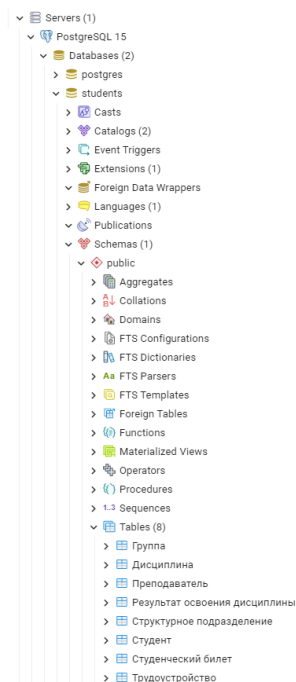 Servers (1)
PostgreSQL 15
Databases (2)
postgres
students
Casts
Catalogs (2)
Event Triggers
Extensions (1)
Foreign Data Wrappers
Languages (1)
Publications
Schemas (1)
public
Aggregates
Collations
Domains
FTS Configurations
FTS Dictionaries
Aa FTS Parsers
FTS Templates
Foreign Tables
Functions
Materialized Views
Operators
Procedures
1..3 Sequences
Tables (8)
Группа
Дисциплина
Преподаватель
Результат освоения дисциплины
Структурное подразделение
Студент
Студенческий билет
Трудоустройство